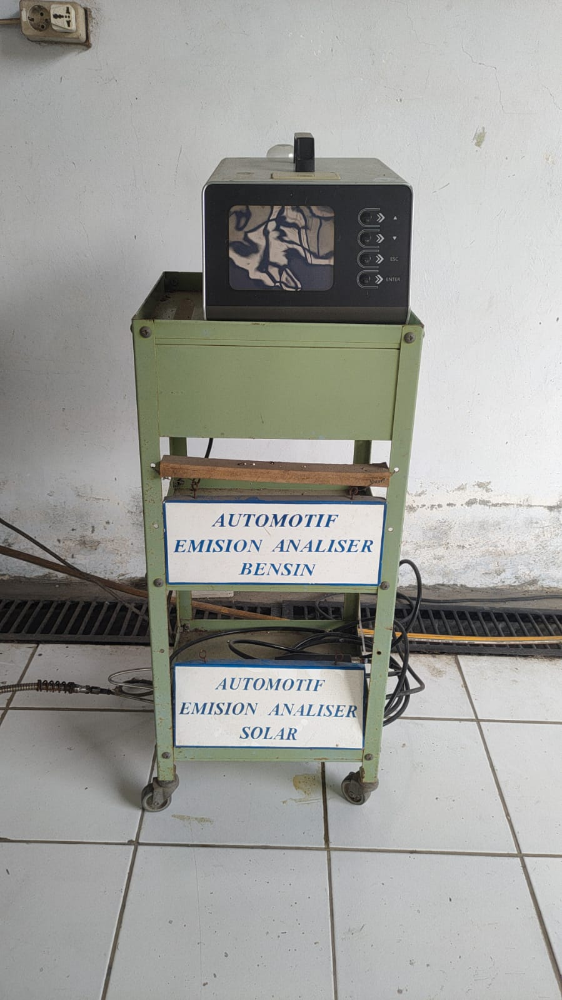 ▲
▼
ESC
ENTER
AUTOMOTIF
EMISION ANALISER
BENSIN
AUTOMOTIF
EMISION ANALISER
SOLAR